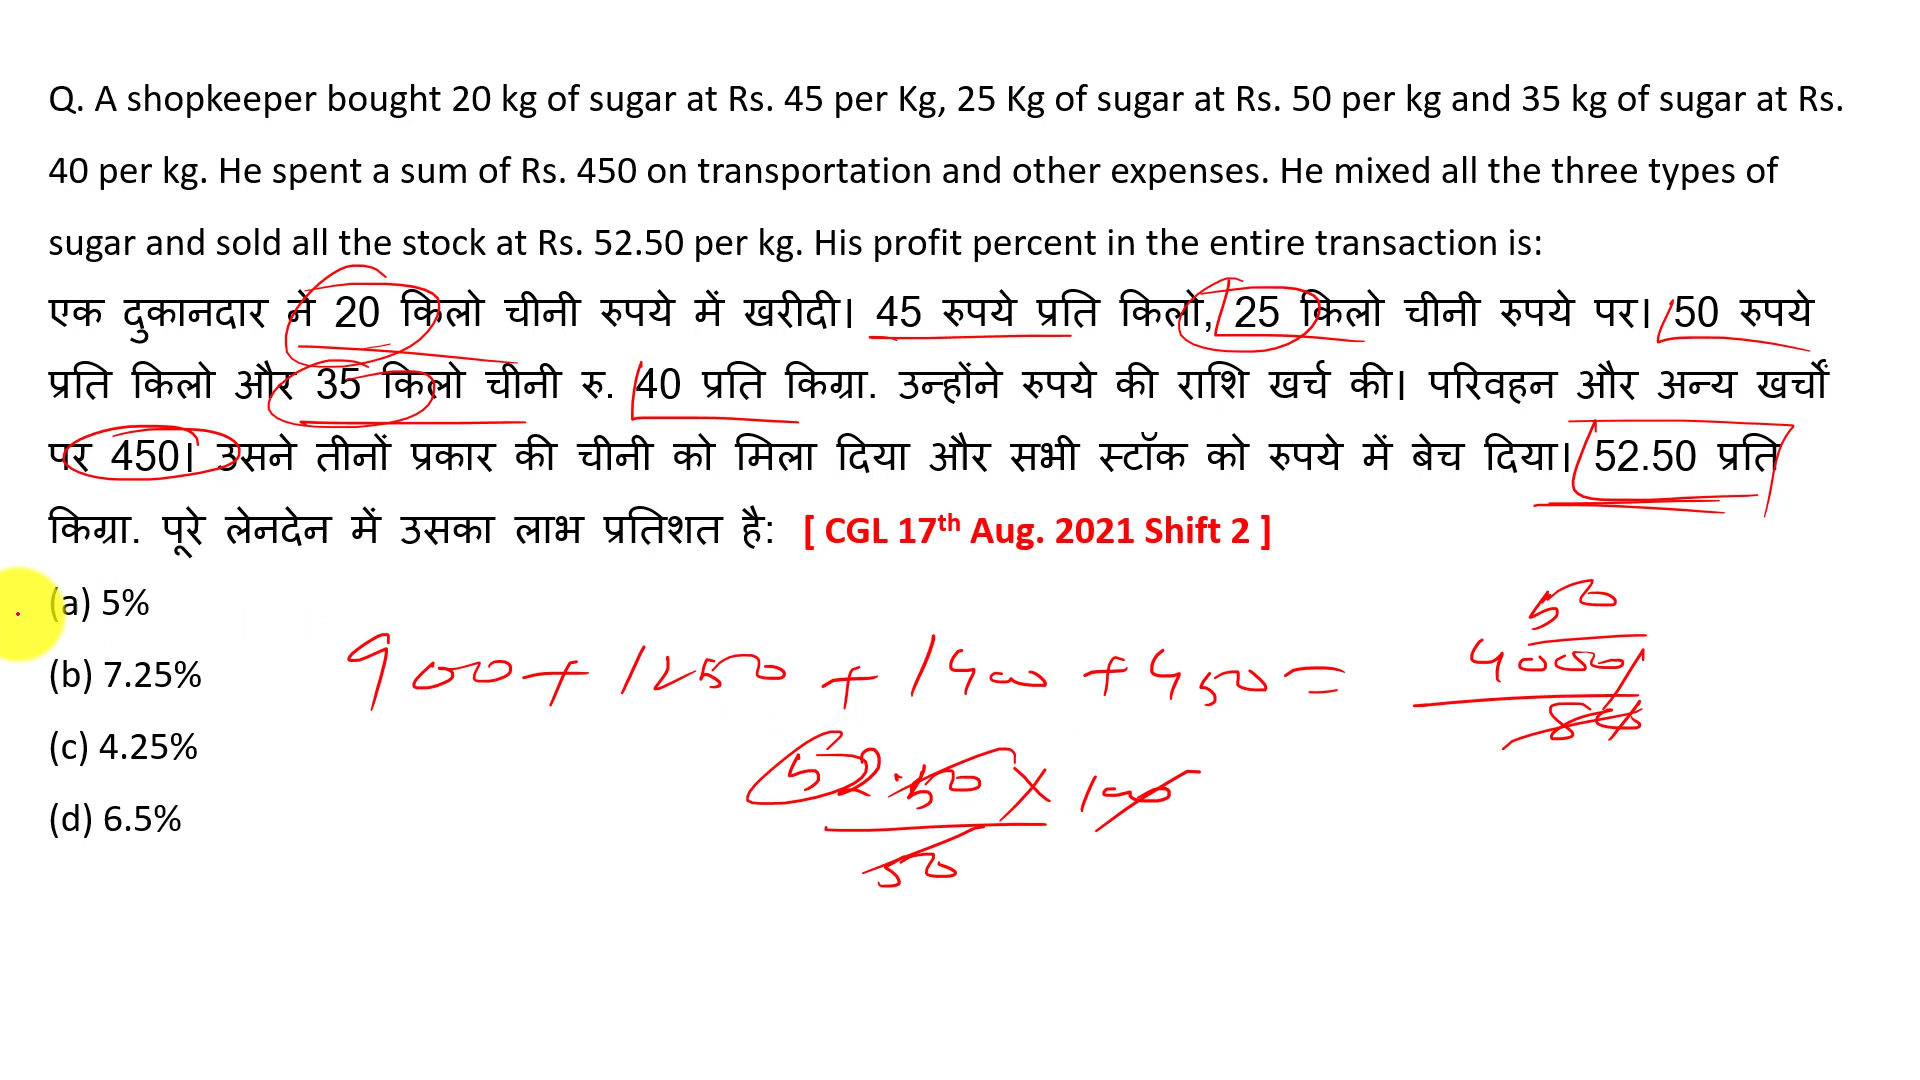 Q. A shopkeeper bought 20 kg of sugar at Rs. 45 per Kg, 25 Kg of sugar at Rs. 50 per kg and 35 kg of sugar at Rs.
40 per kg. He spent a sum of Rs. 450 on transportation and other expenses. He mixed all the three types of
sugar and sold all the stock at Rs. 52.50 per kg. His profit percent in the entire transaction is:
एक दुकानदार ने 20 किलो चीनी रुपये में खरीदी। 45 रुपये प्रति किलो, 25 किलो चीनी रुपये पर। 50 रुपये
प्रति किलो और 35 किलो चीनी रु. 40 प्रति किग्रा. उन्होंने रुपये की राशि खर्च की। परिवहन और अन्य खर्चों
पर 450। उसने तीनों प्रकार की चीनी को मिला दिया और सभी स्टॉक को रुपये में बेच दिया। 52.50 प्रति
किग्रा. पूरे लेनदेन में उसका लाभ प्रतिशत है: [ CGL 17th Aug. 2021 Shift 2 ]
(a) 5%
(b) 7.25%
(c) 4.25%
(d) 6.5%
50
900 + 1250 + 1400 + 450 = 4000
80
52.50 × 100
50